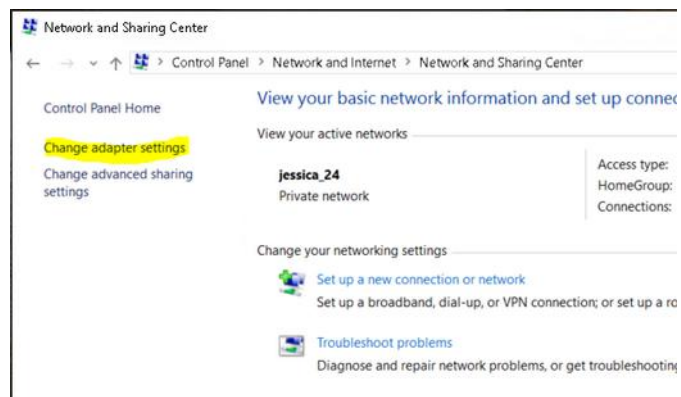 Network and Sharing Center
Control Panel > Network and Internet > Network and Sharing Center
Control Panel Home
Change adapter settings
Change advanced sharing
settings
View your basic network information and set up connec
View your active networks
jessica_24
Private network
Access type:
HomeGroup:
Connections:
Change your networking settings
Set up a new connection or network
Set up a broadband, dial-up, or VPN connection; or set up a ro
Troubleshoot problems
Diagnose and repair network problems, or get troubleshooting